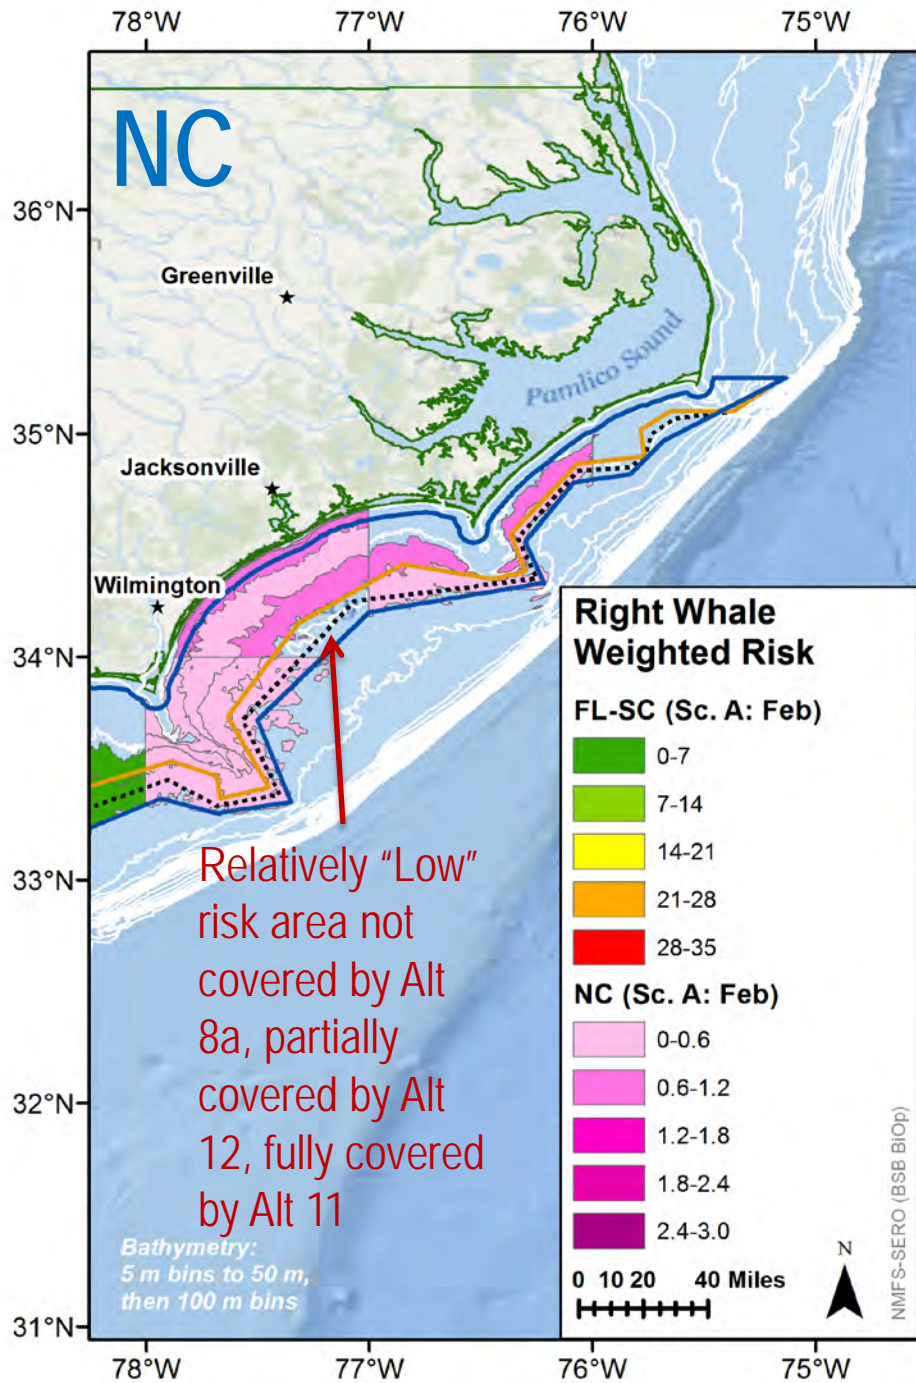 78°W 77°W 76°W 75°W
NC
36°N
Greenville
Pamlico Sound
35°N
Jacksonville
Wilmington
34°N
33°N
32°N
31°N
Relatively “Low”
risk area not
covered by Alt
8a, partially
covered by Alt
12, fully covered
by Alt 11
Bathymetry:
5 m bins to 50 m,
then 100 m bins
Right Whale
Weighted Risk
FL-SC (Sc. A: Feb)
0-7
7-14
14-21
21-28
28-35
NC (Sc. A: Feb)
0-0.6
0.6-1.2
1.2-1.8
1.8-2.4
2.4-3.0
0 10 20 40 Miles
N
NMFS-SERO (BSB BiOp)
78°W 77°W 76°W 75°W